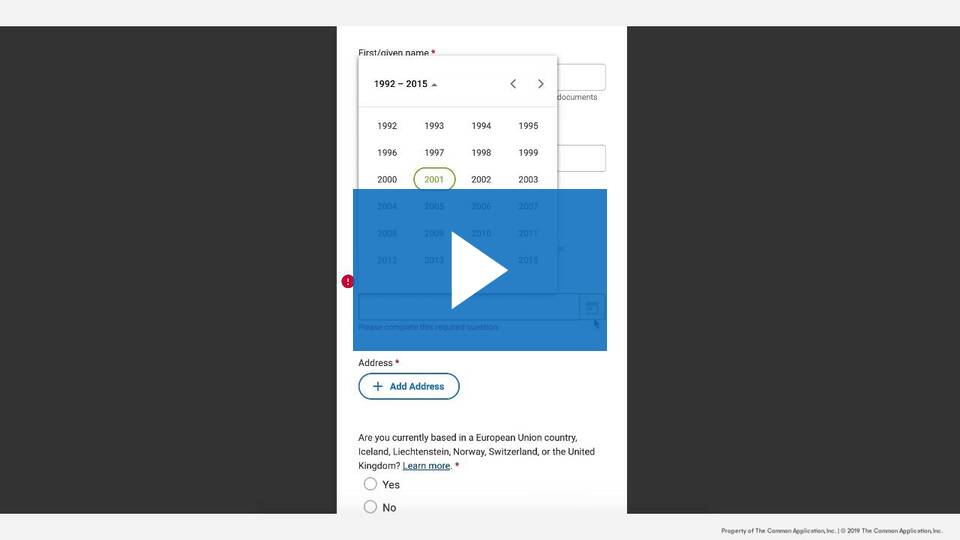 First/given name *
1992 – 2015
documents
1992 1993 1994 1995
1996 1997 1998 1999
2000 2001 2002 2003
2004 2005 2006 2007
2008 2009 2010 2011
2012 2013 2015
Please complete this required question
Address *
Add Address
Are you currently based in a European Union country,
Iceland, Liechtenstein, Norway, Switzerland, or the United
Kingdom? Learn more. *
Yes
No
Property of The Common Application, Inc. | © 2019 The Common Application, Inc.